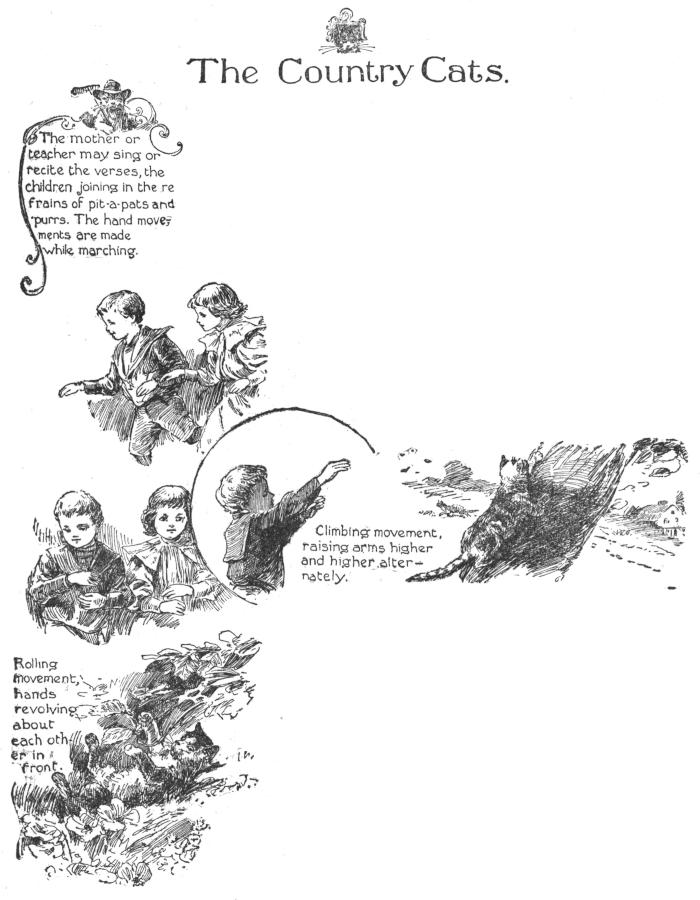 The Country Cats.
The mother or
teacher may sing or
recite the verses, the
children joining in the re
frains of pit-a-pats and
purrs. The hand move-
ments are made
while marching.
Climbing movement,
raising arms higher
and higher alter-
nately.
Rolling
movement,
hands
revolving
about
each oth-
er in
front.